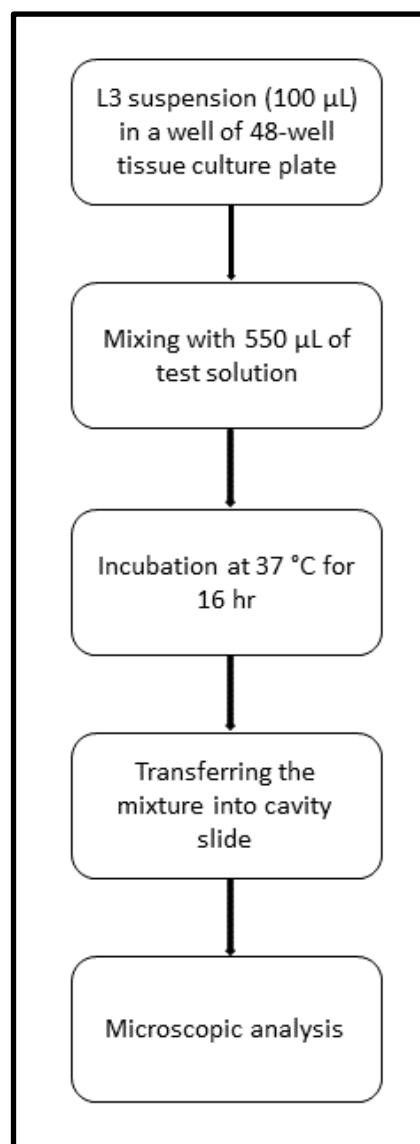 L3 suspension (100 µL)
in a well of 48-well
tissue culture plate
Mixing with 550 µL of
test solution
Incubation at 37 °C for
16 hr
Transferring the
mixture into cavity
slide
Microscopic analysis